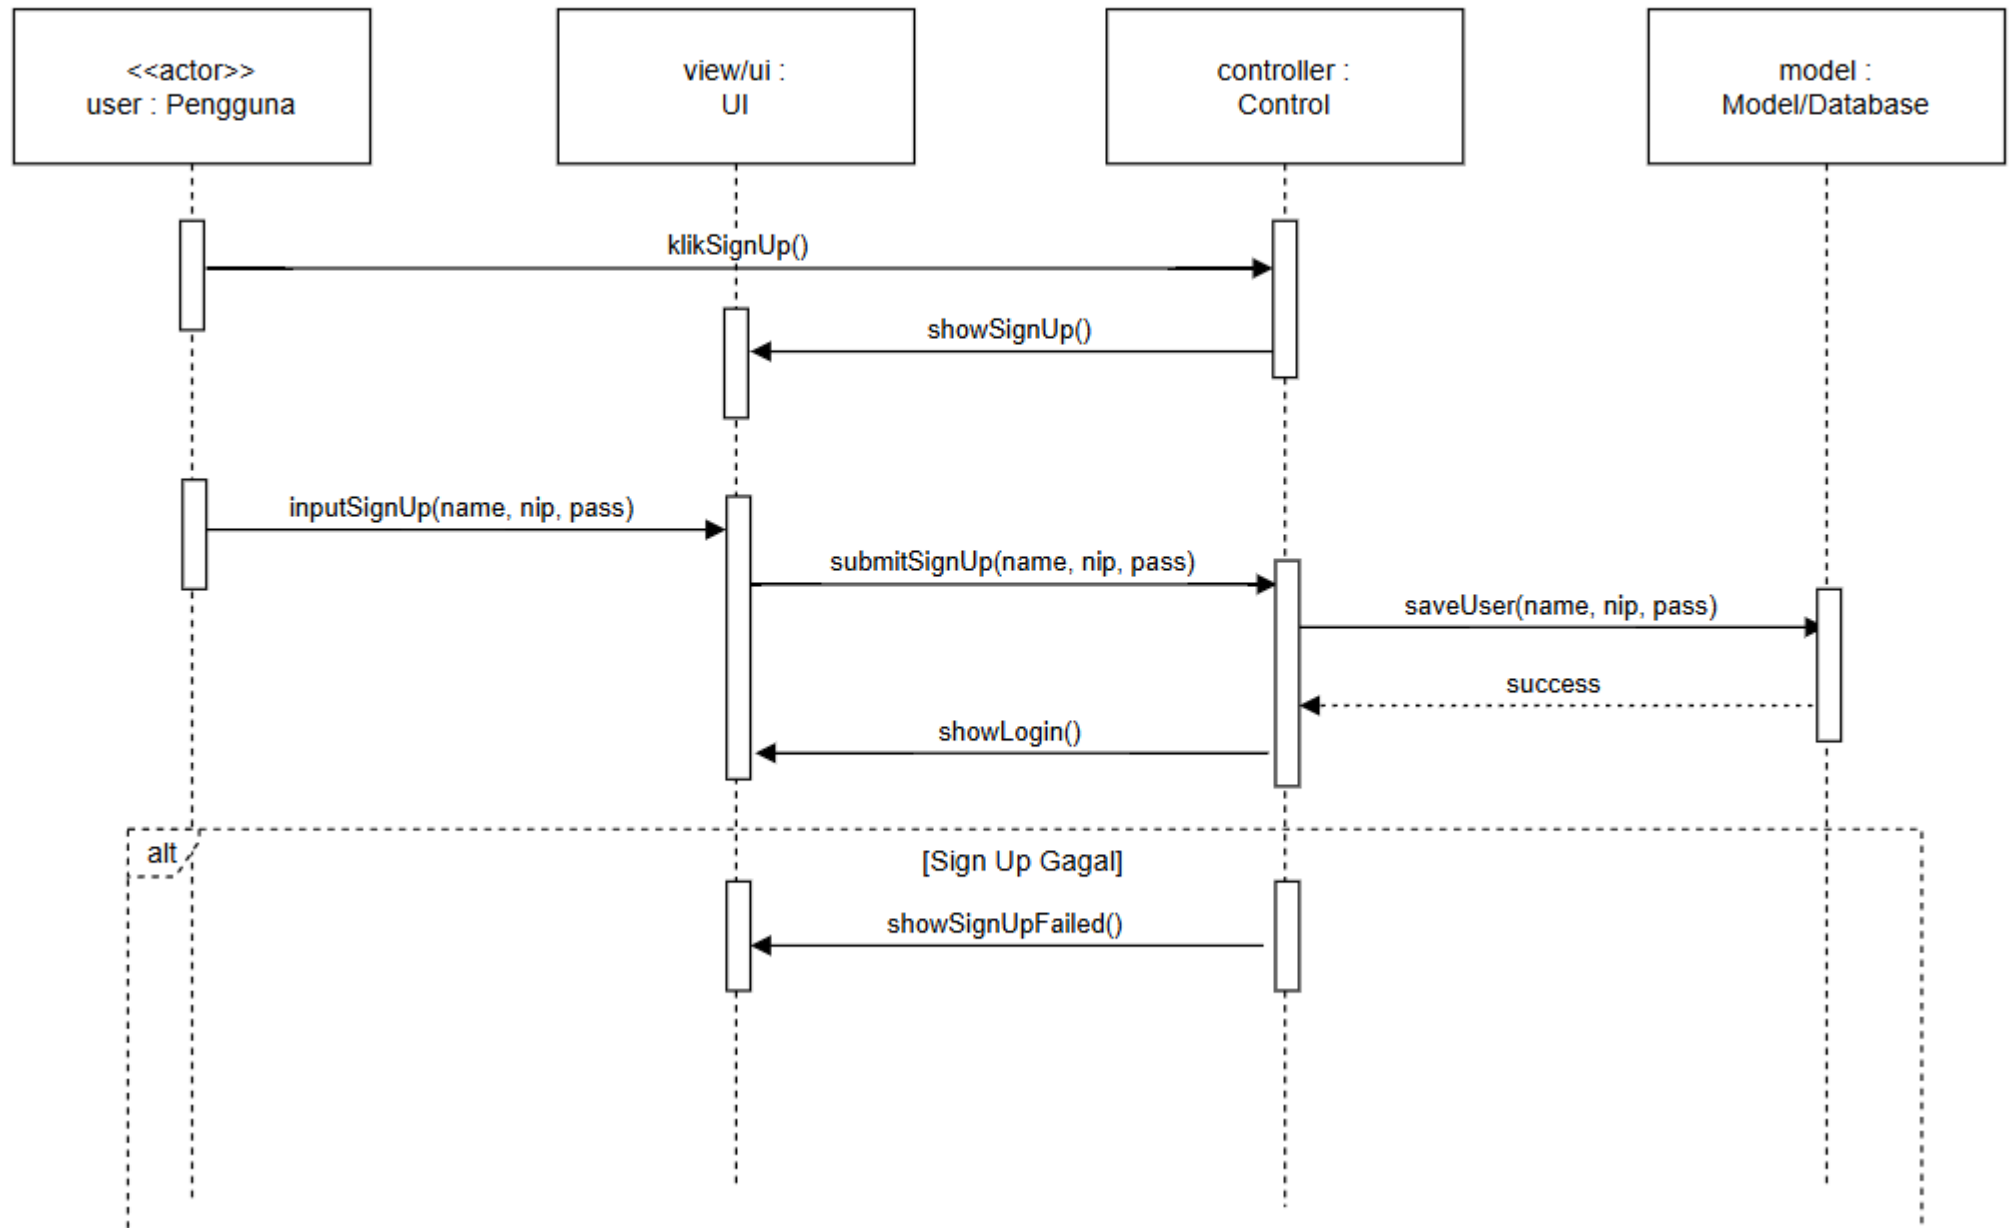 <<actor>>
user : Pengguna
view/ui :
UI
controller :
Control
model :
Model/Database
klikSignUp()
showSignUp()
inputSignUp(name, nip, pass)
submitSignUp(name, nip, pass)
saveUser(name, nip, pass)
success
showLogin()
alt
[Sign Up Gagal]
showSignUpFailed()